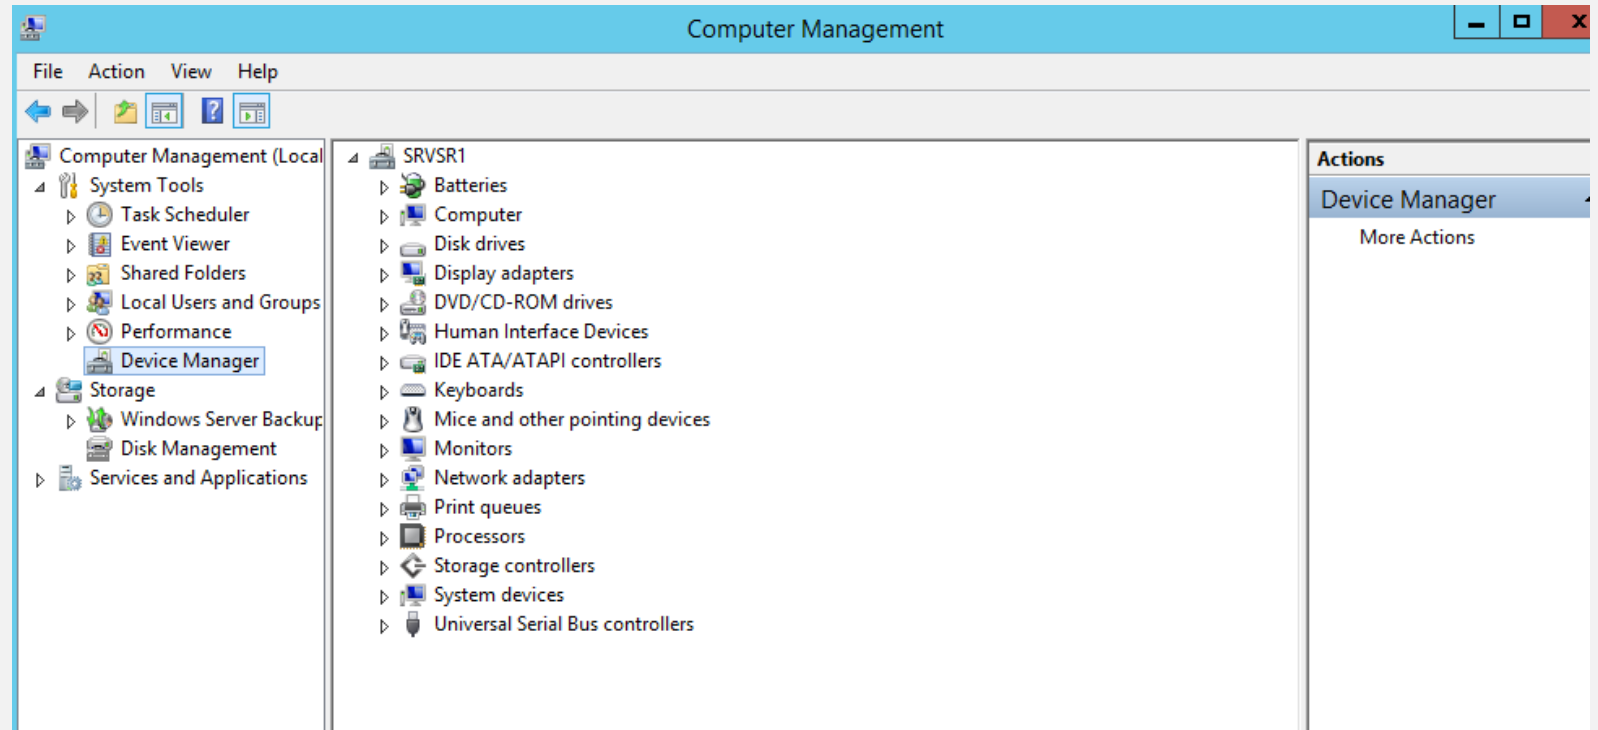 Computer Management
File Action View Help
Computer Management (Local
System Tools
Task Scheduler
Event Viewer
Shared Folders
Local Users and Groups
Performance
Device Manager
Storage
Windows Server Backup
Disk Management
Services and Applications
SRVSR1
Batteries
Computer
Disk drives
Display adapters
DVD/CD-ROM drives
Human Interface Devices
IDE ATA/ATAPI controllers
Keyboards
Mice and other pointing devices
Monitors
Network adapters
Print queues
Processors
Storage controllers
System devices
Universal Serial Bus controllers
Actions
Device Manager
More Actions